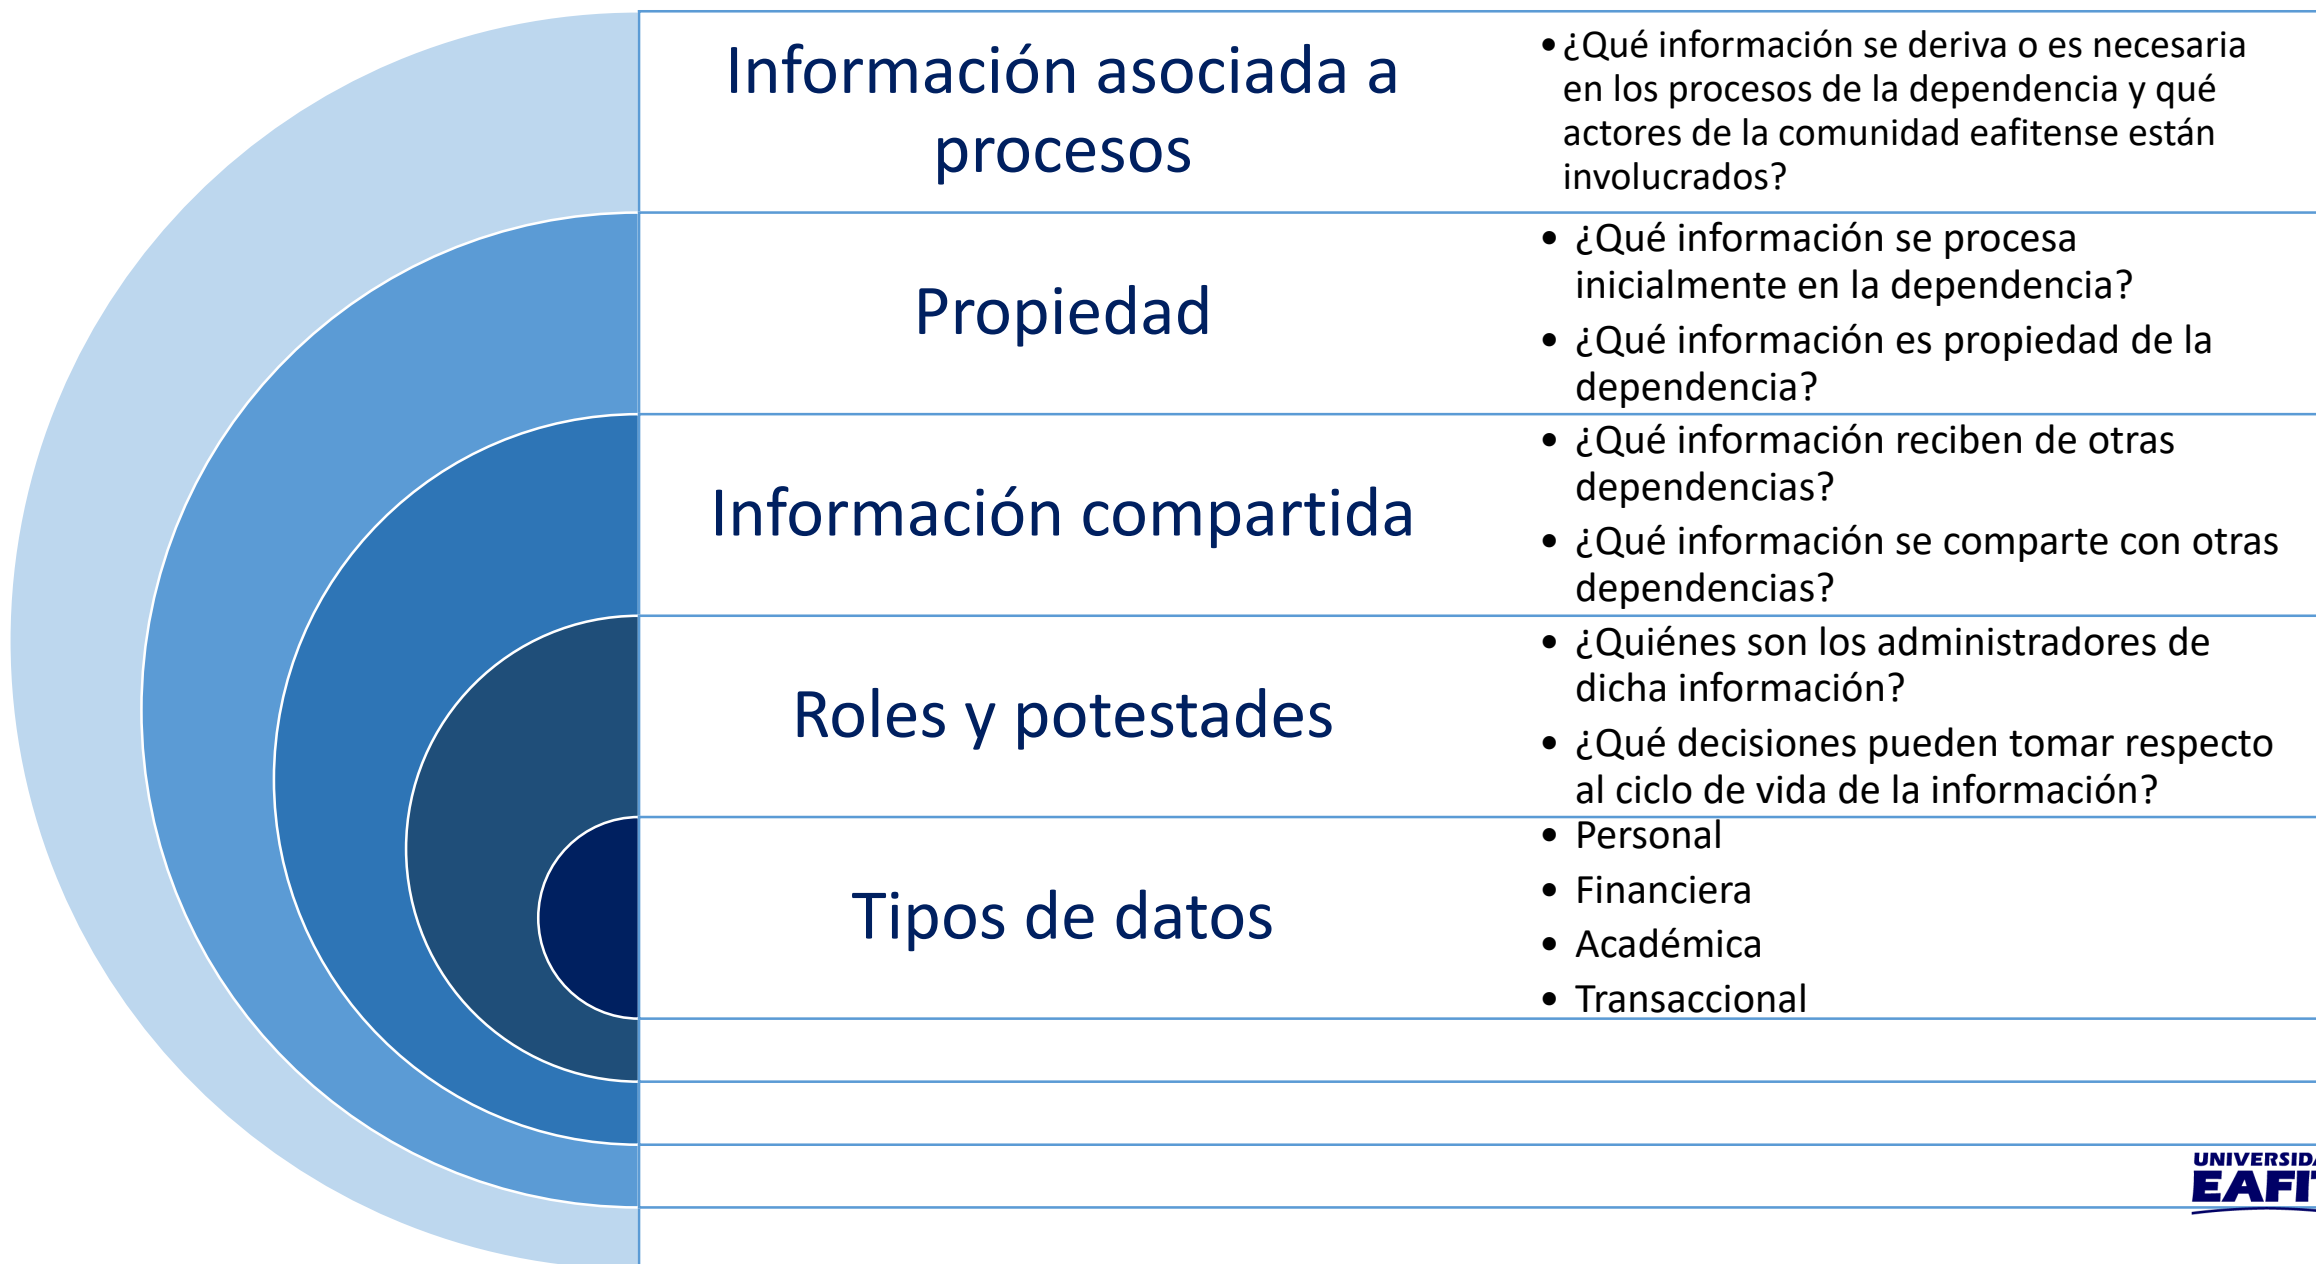 Información asociada a
procesos
•¿Qué información se deriva o es necesaria
en los procesos de la dependencia y qué
actores de la comunidad eafitense están
involucrados?
Propiedad
• ¿Qué información se procesa
inicialmente en la dependencia?
• ¿Qué información es propiedad de la
dependencia?
Información compartida
• ¿Qué información reciben de otras
dependencias?
• ¿Qué información se comparte con otras
dependencias?
Roles y potestades
• ¿Quiénes son los administradores de
dicha información?
• ¿Qué decisiones pueden tomar respecto
al ciclo de vida de la información?
Tipos de datos
• Personal
• Financiera
• Académica
• Transaccional